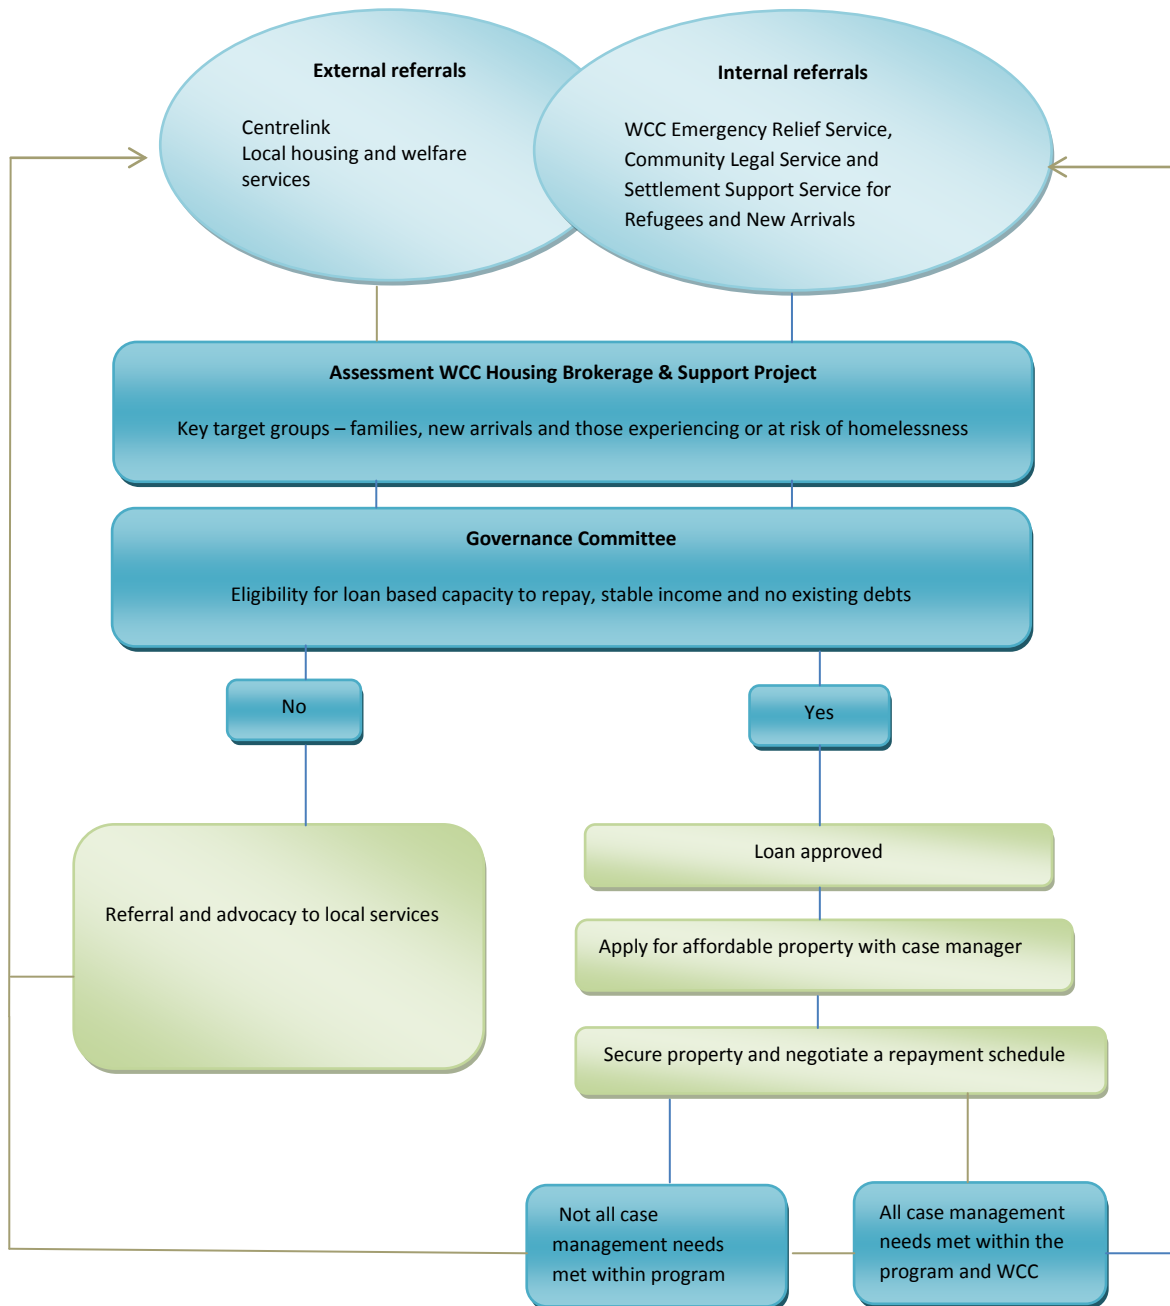 External referrals
Centrelink
Local housing and welfare
services
Internal referrals
WCC Emergency Relief Service,
Community Legal Service and
Settlement Support Service for
Refugees and New Arrivals
Assessment WCC Housing Brokerage & Support Project
Key target groups – families, new arrivals and those experiencing or at risk of homelessness
Governance Committee
Eligibility for loan based capacity to repay, stable income and no existing debts
No
Yes
Referral and advocacy to local services
Loan approved
Apply for affordable property with case manager
Secure property and negotiate a repayment schedule
Not all case
management needs
met within program
All case management
needs met within the
program and WCC